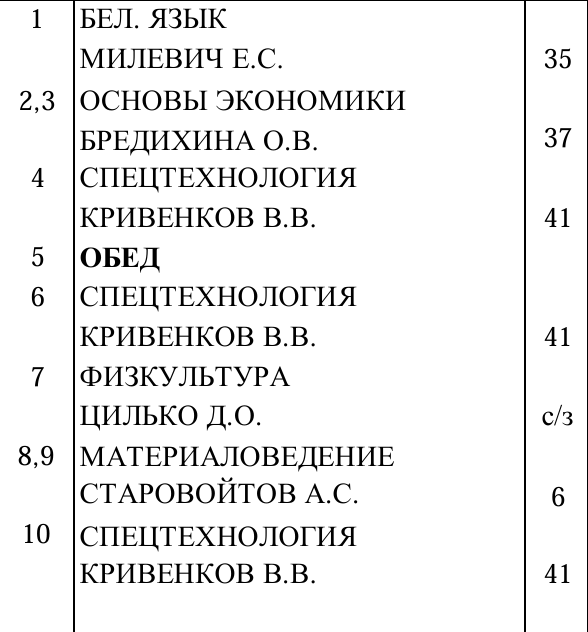 1 БЕЛ. ЯЗЫК
МИЛЕВИЧ Е.С. 35
2,3 ОСНОВЫ ЭКОНОМИКИ
БРЕДИХИНА О.В. 37
4 СПЕЦТЕХНОЛОГИЯ
КРИВЕНКОВ В.В. 41
5 ОБЕД
6 СПЕЦТЕХНОЛОГИЯ
КРИВЕНКОВ В.В. 41
7 ФИЗКУЛЬТУРА
ЦИЛЬКО Д.О. с/з
8,9 МАТЕРИАЛОВЕДЕНИЕ
СТАРОВОЙТОВ А.С. 6
10 СПЕЦТЕХНОЛОГИЯ
КРИВЕНКОВ В.В. 41